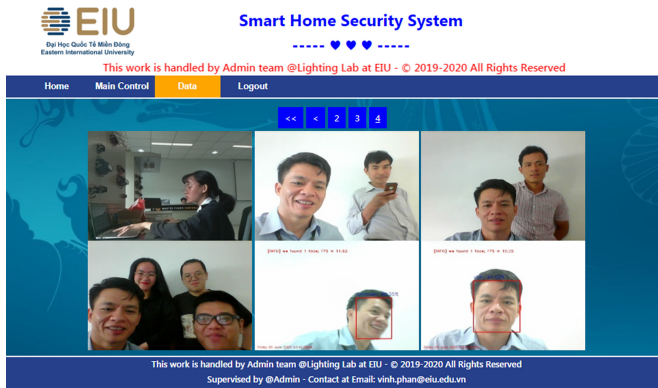 EIU
Đại Học Quốc Tế Miền Đông
Eastern International University
Smart Home Security System
----- ♥ ♥ ♥ -----
This work is handled by Admin team @Lighting Lab at EIU - © 2019-2020 All Rights Reserved
Home Main Control Data Logout
<< < 2 3 4
This work is handled by Admin team @Lighting Lab at EIU - © 2019-2020 All Rights Reserved
Supervised by @Admin - Contact at Email: vinh.phan@eiu.edu.vn